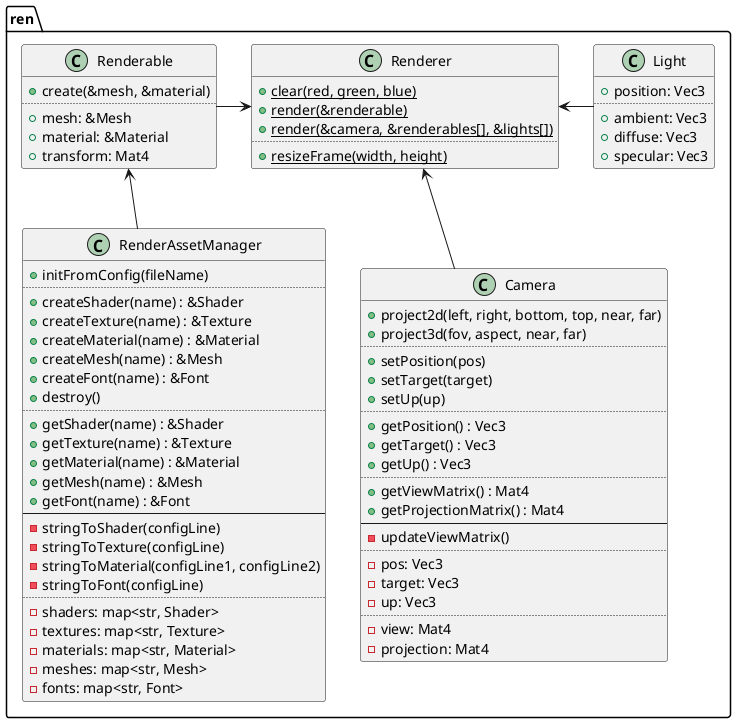 ren
C Renderable
create(&mesh, &material)
mesh: &Mesh
material: &Material
transform: Mat4
C Renderer
clear(red, green, blue)
render(&renderable)
render(&camera, &renderables[], &lights[])
resizeFrame(width, height)
C Light
position: Vec3
ambient: Vec3
diffuse: Vec3
specular: Vec3
C RenderAssetManager
initFromConfig(fileName)
createShader(name) : &Shader
createTexture(name) : &Texture
createMaterial(name) : &Material
createMesh(name) : &Mesh
createFont(name) : &Font
destroy()
getShader(name) : &Shader
getTexture(name) : &Texture
getMaterial(name) : &Material
getMesh(name) : &Mesh
getFont(name) : &Font
stringToShader(configLine)
stringToTexture(configLine)
stringToMaterial(configLine1, configLine2)
stringToFont(configLine)
shaders: map<str, Shader>
textures: map<str, Texture>
materials: map<str, Material>
meshes: map<str, Mesh>
fonts: map<str, Font>
C Camera
project2d(left, right, bottom, top, near, far)
project3d(fov, aspect, near, far)
setPosition(pos)
setTarget(target)
setUp(up)
getPosition() : Vec3
getTarget() : Vec3
getUp() : Vec3
getViewMatrix() : Mat4
getProjectionMatrix() : Mat4
updateViewMatrix()
pos: Vec3
target: Vec3
up: Vec3
view: Mat4
projection: Mat4